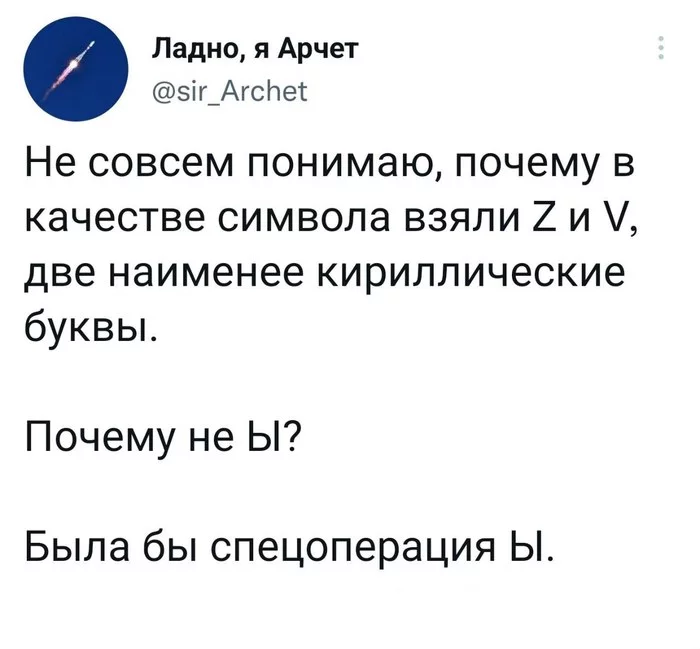 Ладно, я Арчет
@sir_Archet
Не совсем понимаю, почему в
качестве символа взяли Z и V,
две наименее кириллические
буквы.
Почему не Ы?
Была бы спецоперация Ы.